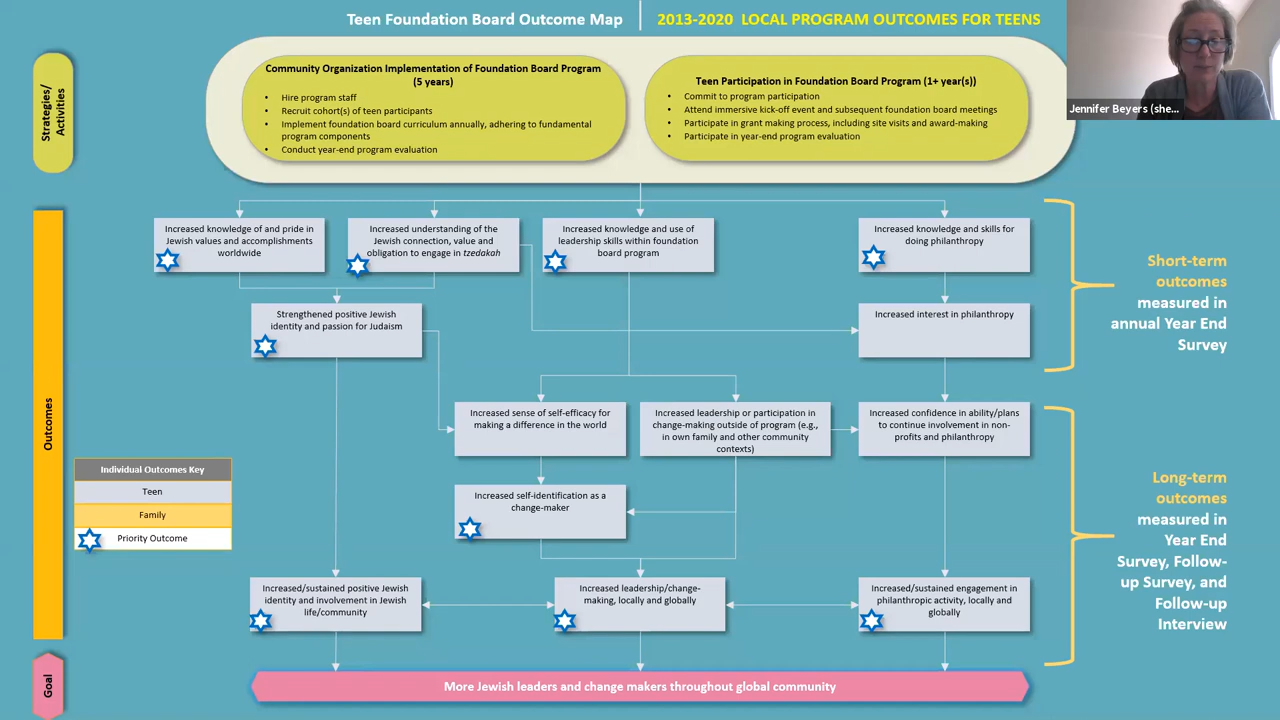 Teen Foundation Board Outcome Map
2013-2020 LOCAL PROGRAM OUTCOMES FOR TEENS
Jennifer Beyers (she...
Strategies/
Activities
Community Organization Implementation of Foundation Board Program
(5 years)
• Hire program staff
• Recruit cohort(s) of teen participants
• Implement foundation board curriculum annually, adhering to fundamental
program components
• Conduct year-end program evaluation
Teen Participation in Foundation Board Program (1+ year(s))
• Commit to program participation
• Attend immersive kick-off event and subsequent foundation board meetings
• Participate in grant making process, including site visits and award-making
• Participate in year-end program evaluation
Outcomes
Increased knowledge of and pride in
Jewish values and accomplishments
worldwide
Increased understanding of the
Jewish connection, value and
obligation to engage in tzedakah
Increased knowledge and use of
leadership skills within foundation
board program
Increased knowledge and skills for
doing philanthropy
Strengthened positive Jewish
identity and passion for Judaism
Increased interest in philanthropy
Short-term
outcomes
measured in
annual Year End
Survey
Increased sense of self-efficacy for
making a difference in the world
Increased leadership or participation in
change-making outside of program (e.g.,
in own family and other community
contexts)
Increased confidence in ability/plans
to continue involvement in non-
profits and philanthropy
Individual Outcomes Key
Teen
Family
Priority Outcome
Increased self-identification as a
change-maker
Long-term
outcomes
measured in
Year End
Survey, Follow-
up Survey, and
Follow-up
Interview
Increased/sustained positive Jewish
identity and involvement in Jewish
life/community
Increased leadership/change-
making, locally and globally
Increased/sustained engagement in
philanthropic activity, locally and
globally
Goal
More Jewish leaders and change makers throughout global community